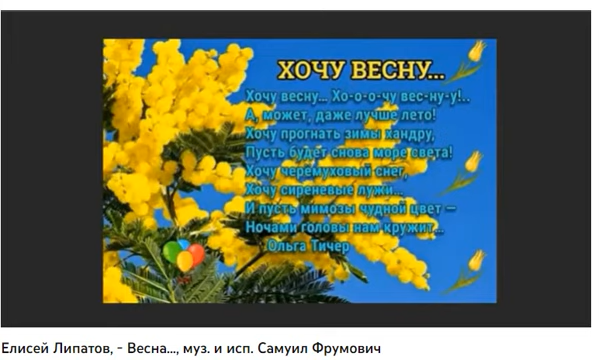 ХОЧУ ВЕСНУ...
Хочу весну... Хо-о-о-чу вес-ну-у!..
А, может, даже лучше лето!
Хочу прогнать зимы хандру,
Пусть будет снова море света!
Хочу черемуховый снег,
Хочу сиреневые лужи...
И пусть мимозы чудной цвет —
Ночами головы нам кружит...
Ольга Тичер
Елисей Липатов, - Весна..., муз. и исп. Самуил Фрумович